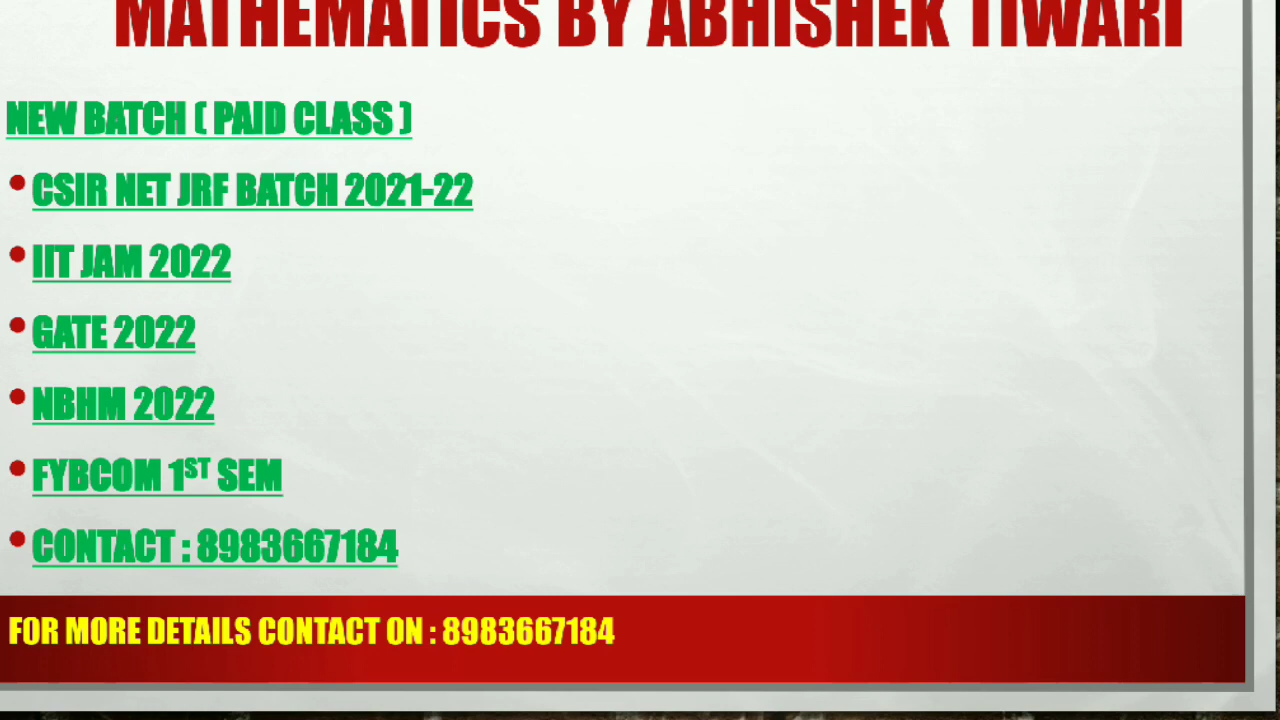 MATHEMATICS BY ABHISHEK TIWARI
NEW BATCH ( PAID CLASS )
• CSIR NET JRF BATCH 2021-22
• IIT JAM 2022
• GATE 2022
• NBHM 2022
• FYBCOM 1ST SEM
• CONTACT : 8983667184
FOR MORE DETAILS CONTACT ON : 8983667184